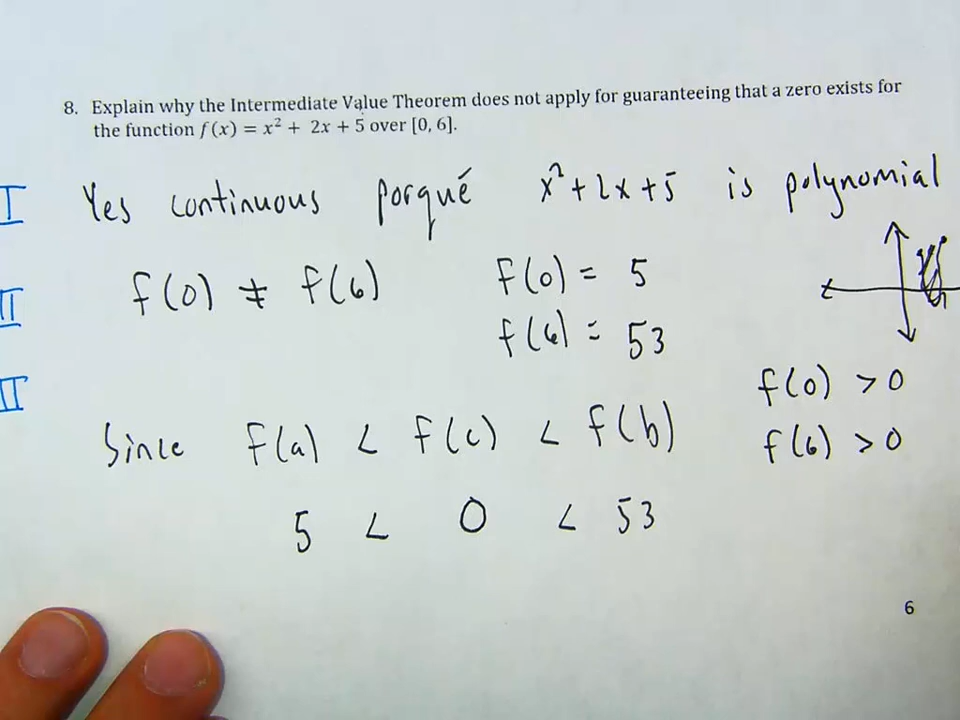 8. Explain why the Intermediate Value Theorem does not apply for guaranteeing that a zero exists for
the function f(x) = x² + 2x + 5 over [0, 6].
I Yes continuous porqué x²+2x+5 is polynomial
II f(0) ≠ f(6) f(0) = 5
f(6) = 53
II f(0) > 0
Since f(a) < f(c) < f(b) f(6) > 0
5 < 0 < 53
6